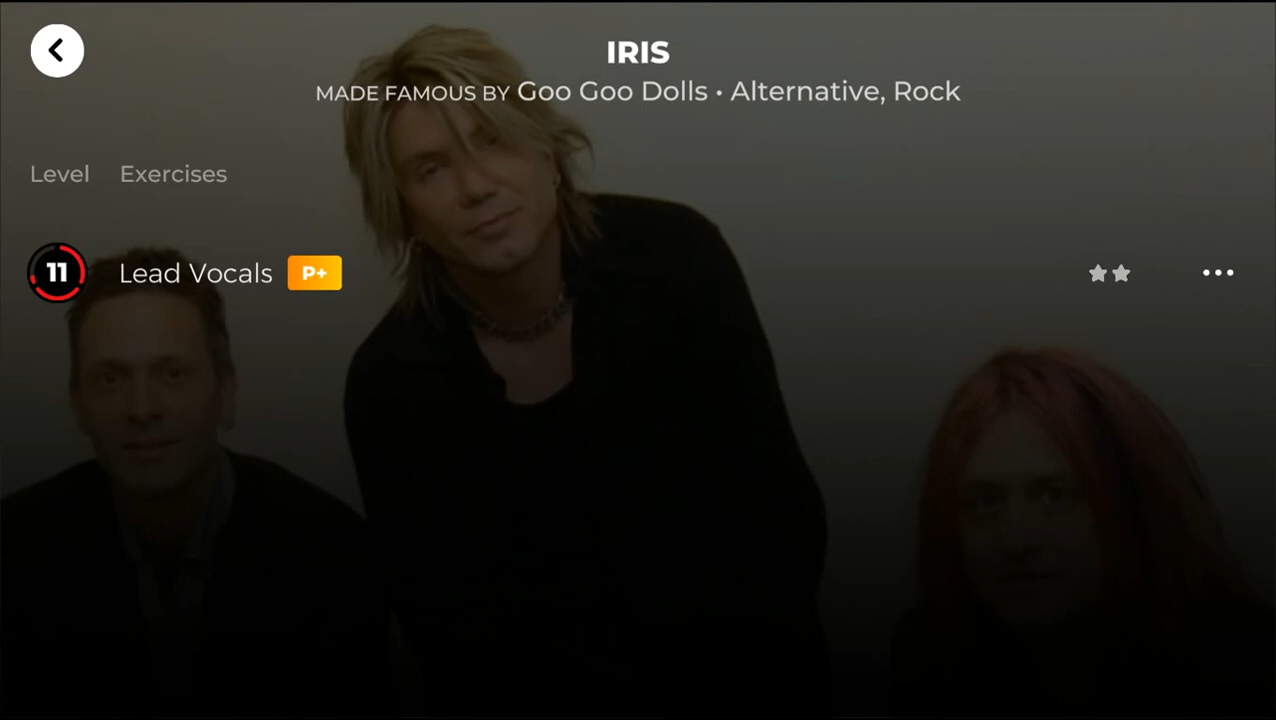 IRIS
MADE FAMOUS BY Goo Goo Dolls • Alternative, Rock
Level Exercises
11 Lead Vocals P+